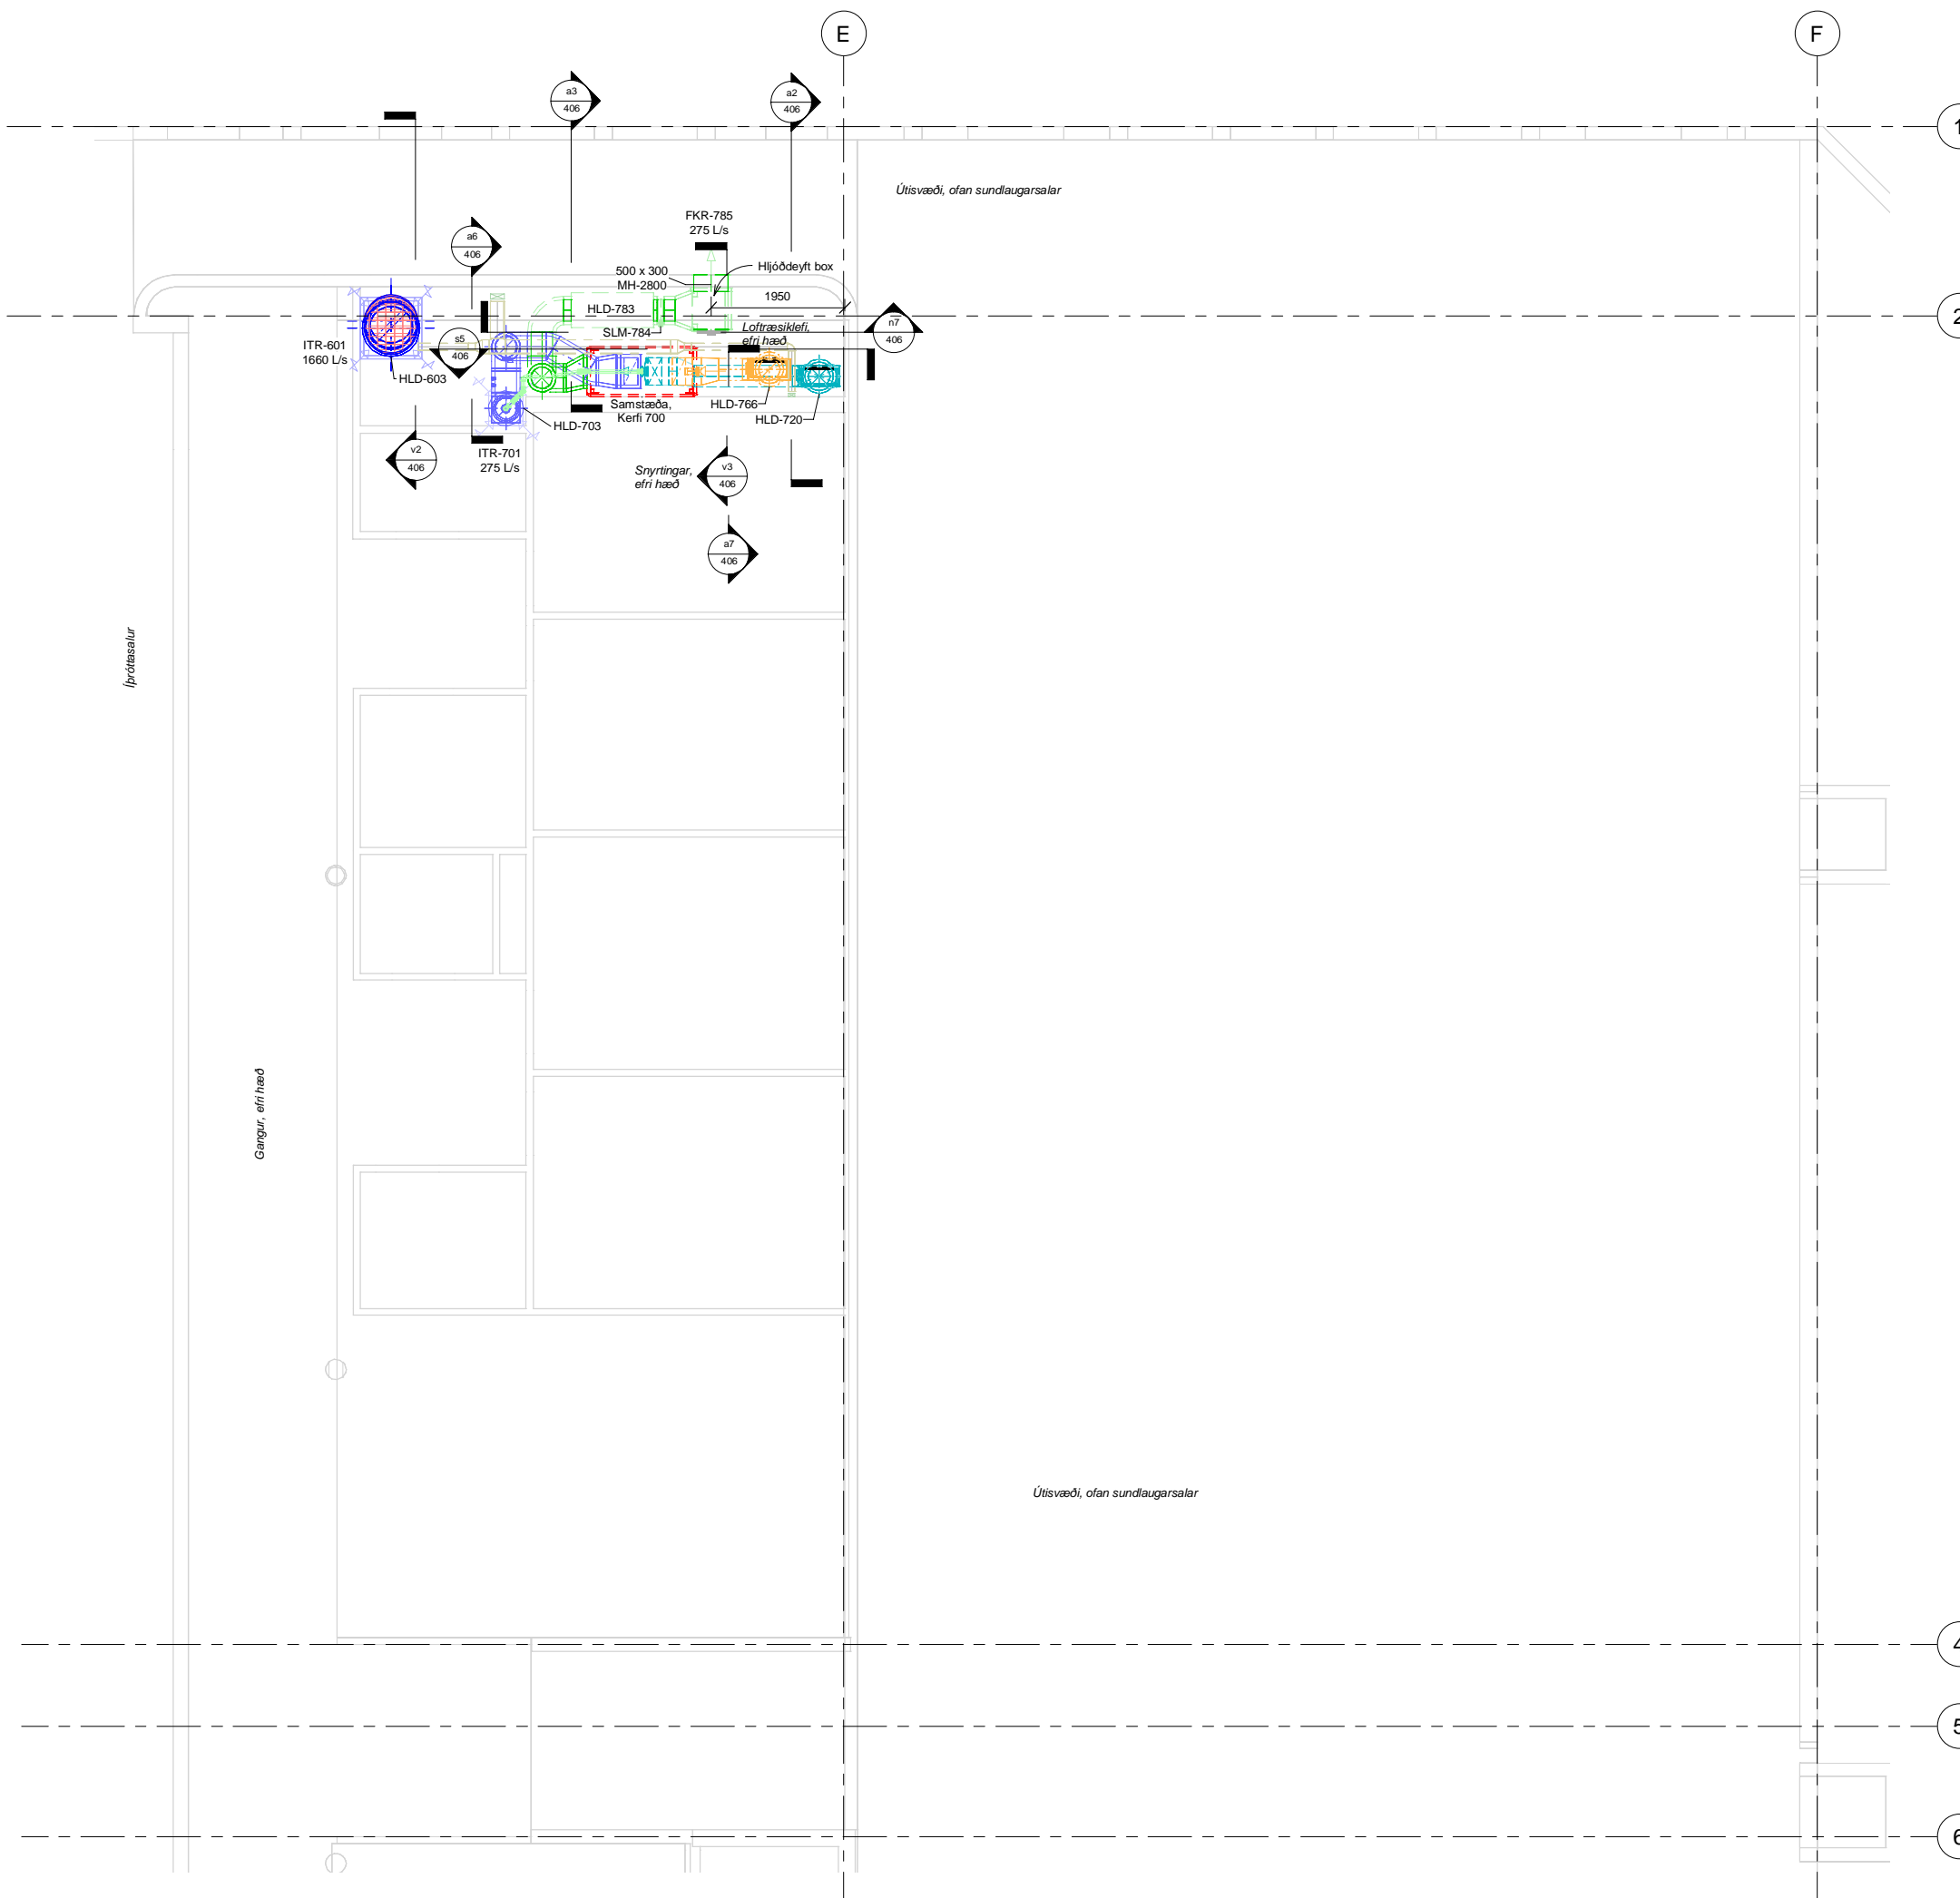 E
F
a3
406
a2
406
1
Útisvæði, ofan sundlaugarsalar
FKR-785
275 L/s
a6
406
500 x 300
MH-2800
Hljóðdeyft box
1950
HLD-783
2
SLM-784
Loftræsiklefi,
efri hæð
n7
406
ITR-601
1660 L/s
s5
406
HLD-603
Samstæða,
Kerfi 700
HLD-766
HLD-720
HLD-703
v2
406
ITR-701
275 L/s
Snyrtingar,
efri hæð
v3
406
a7
406
Íþróttasalur
Gangur, efri hæð
Útisvæði, ofan sundlaugarsalar
4
5
6